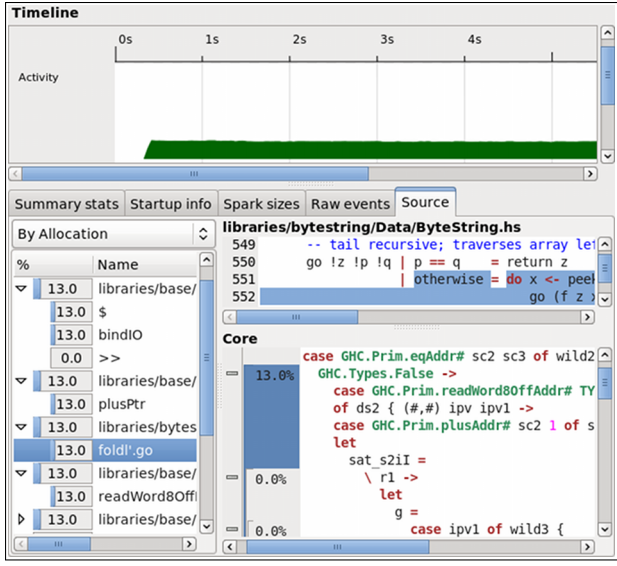 Timeline
0s 1s 2s 3s 4s
Activity
Summary stats Startup info Spark sizes Raw events Source
By Allocation
% Name
13.0 libraries/base/
13.0 $
13.0 bindIO
0.0 >>
13.0 libraries/base/
13.0 plusPtr
13.0 libraries/bytes
13.0 foldl'.go
13.0 libraries/base/
13.0 readWord8Off
13.0 libraries/base/
libraries/bytestring/Data/ByteString.hs
549 -- tail recursive; traverses array lef
550 go !z !p !q | p == q = return z
551 | otherwise = do x <- peek
552 go (f z x
Core
13.0%
0.0%
0.0%
case GHC.Prim.eqAddr# sc2 sc3 of wild2
GHC.Types.False ->
case GHC.Prim.readWord8OffAddr# TY
of ds2 { (#,#) ipv ipv1 ->
case GHC.Prim.plusAddr# sc2 1 of s
let
sat_s2iI =
\ r1 ->
let
g =
case ipv1 of wild3 {